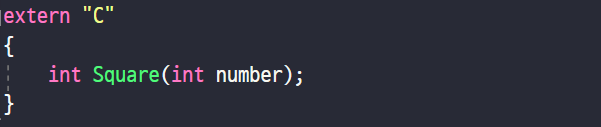 extern "C"
{
    int Square(int number);
}